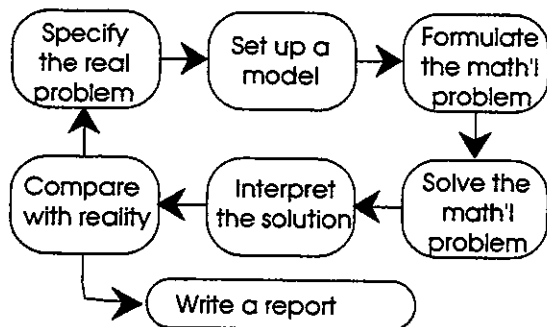 Specify
the real
problem
Set up a
model
Formulate
the math'l
problem
Solve the
math'l
problem
Interpret
the solution
Compare
with reality
Write a report